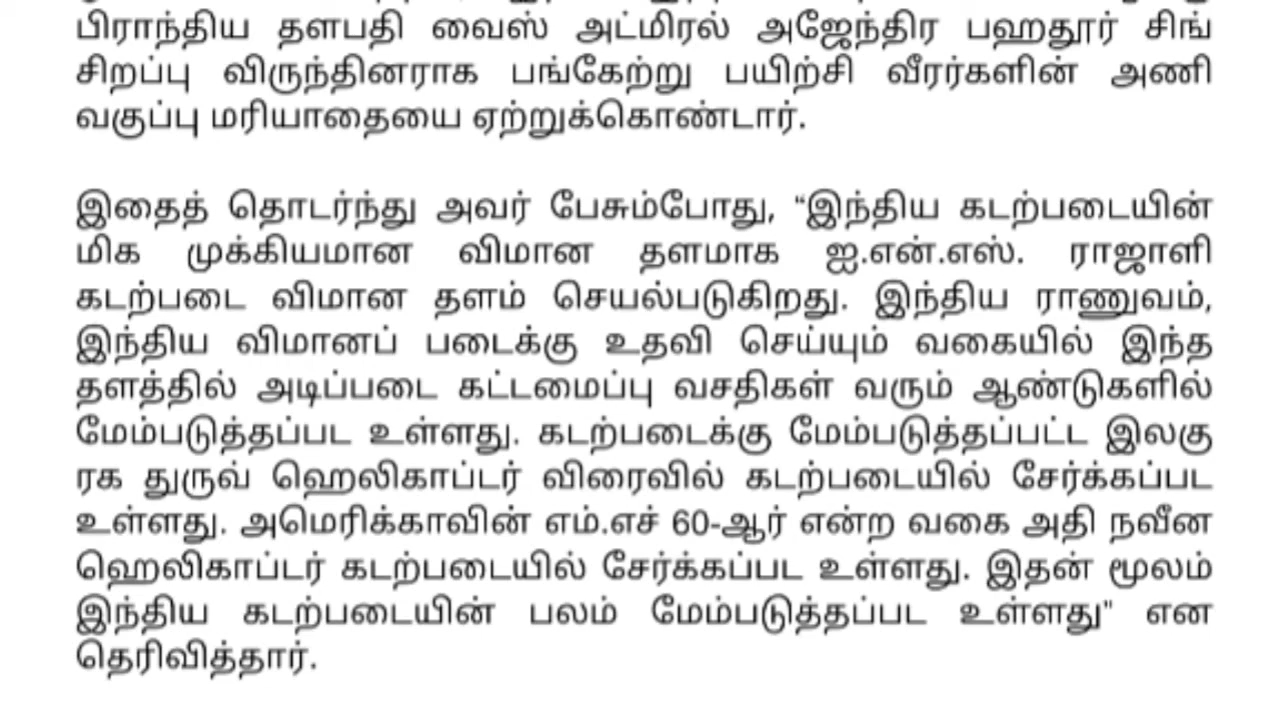 பிராந்திய தளபதி வைஸ் அட்மிரல் அஜேந்திர பஹதூர் சிங்
சிறப்பு விருந்தினராக பங்கேற்று பயிற்சி வீரர்களின் அணி
வகுப்பு மரியாதையை ஏற்றுக்கொண்டார்.
இதைத் தொடர்ந்து அவர் பேசும்போது, “இந்திய கடற்படையின்
மிக முக்கியமான விமான தளமாக ஐ.என்.எஸ். ராஜாளி
கடற்படை விமான தளம் செயல்படுகிறது. இந்திய ராணுவம்,
இந்திய விமானப் படைக்கு உதவி செய்யும் வகையில் இந்த
தளத்தில் அடிப்படை கட்டமைப்பு வசதிகள் வரும் ஆண்டுகளில்
மேம்படுத்தப்பட உள்ளது. கடற்படைக்கு மேம்படுத்தப்பட்ட இலகு
ரக துருவ் ஹெலிகாப்டர் விரைவில் கடற்படையில் சேர்க்கப்பட
உள்ளது. அமெரிக்காவின் எம்.எச் 60-ஆர் என்ற வகை அதி நவீன
ஹெலிகாப்டர் கடற்படையில் சேர்க்கப்பட உள்ளது. இதன் மூலம்
இந்திய கடற்படையின் பலம் மேம்படுத்தப்பட உள்ளது" என
தெரிவித்தார்.